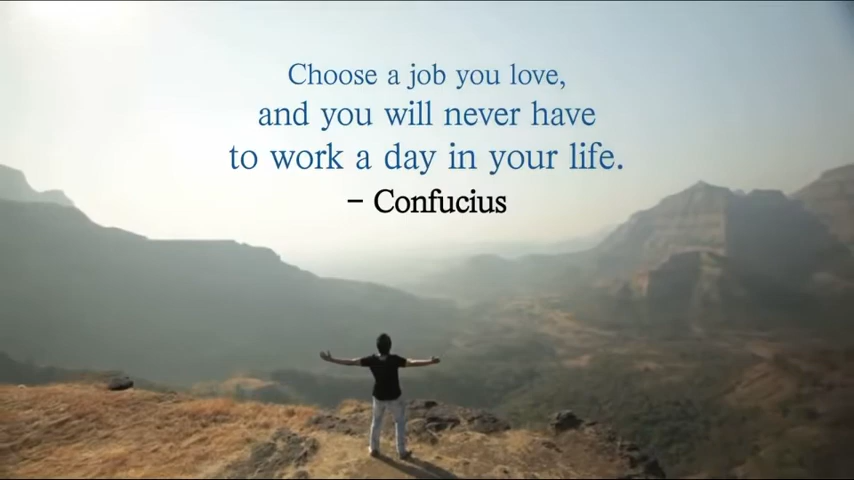 Choose a job you love,
and you will never have
to work a day in your life.
– Confucius